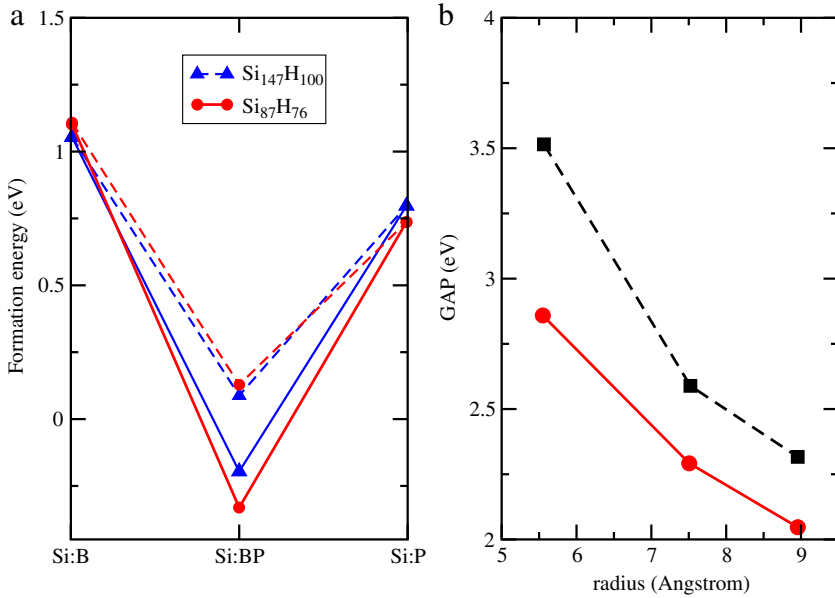 a
1.5
1
0.5
0
Formation energy (eV)
Si147H100
Si87H76
Si:B
Si:BP
Si:P
b
4
3.5
3
2.5
2
GAP (eV)
5
6
7
8
9
radius (Angstrom)